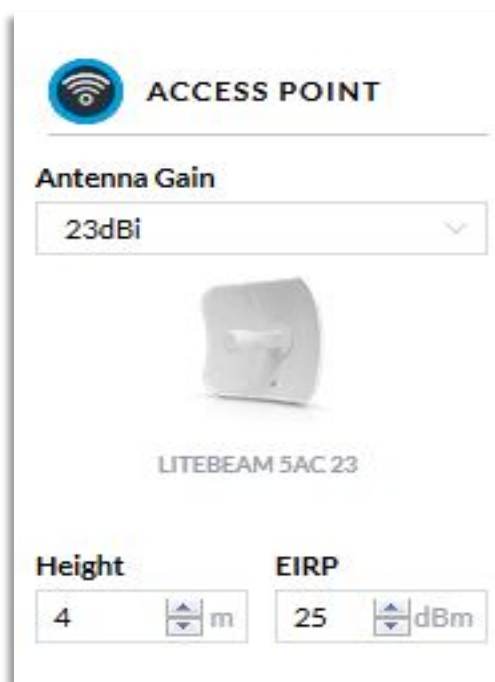 ACCESS POINT
Antenna Gain
23dBi
LITEBEAM 5AC 23
Height EIRP
4 m 25 dBm